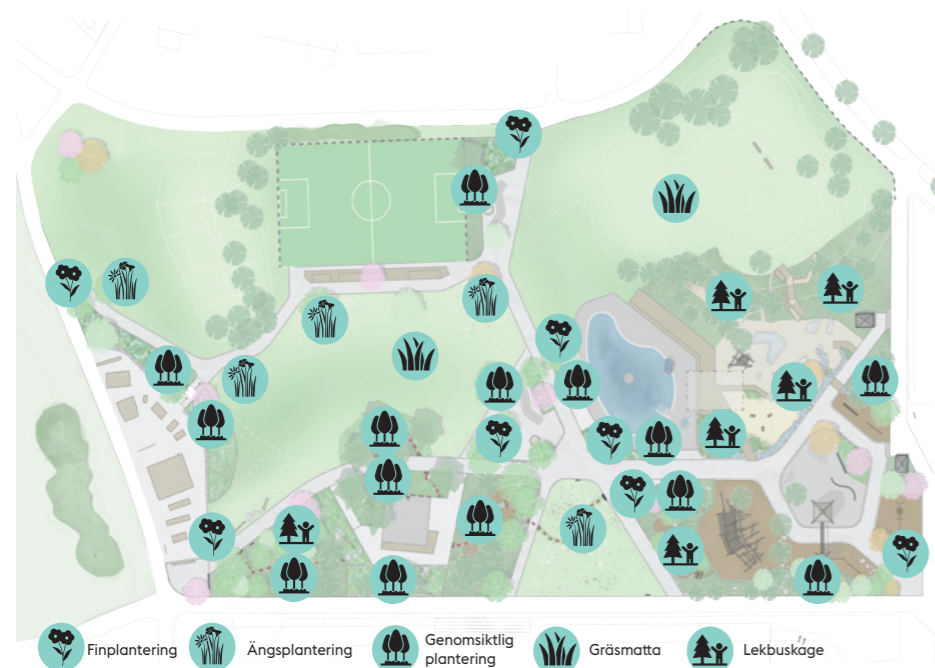 Finplantering
Ängsplantering
Genomsiktlig
plantering
Gräsmatta
Lekbuskage